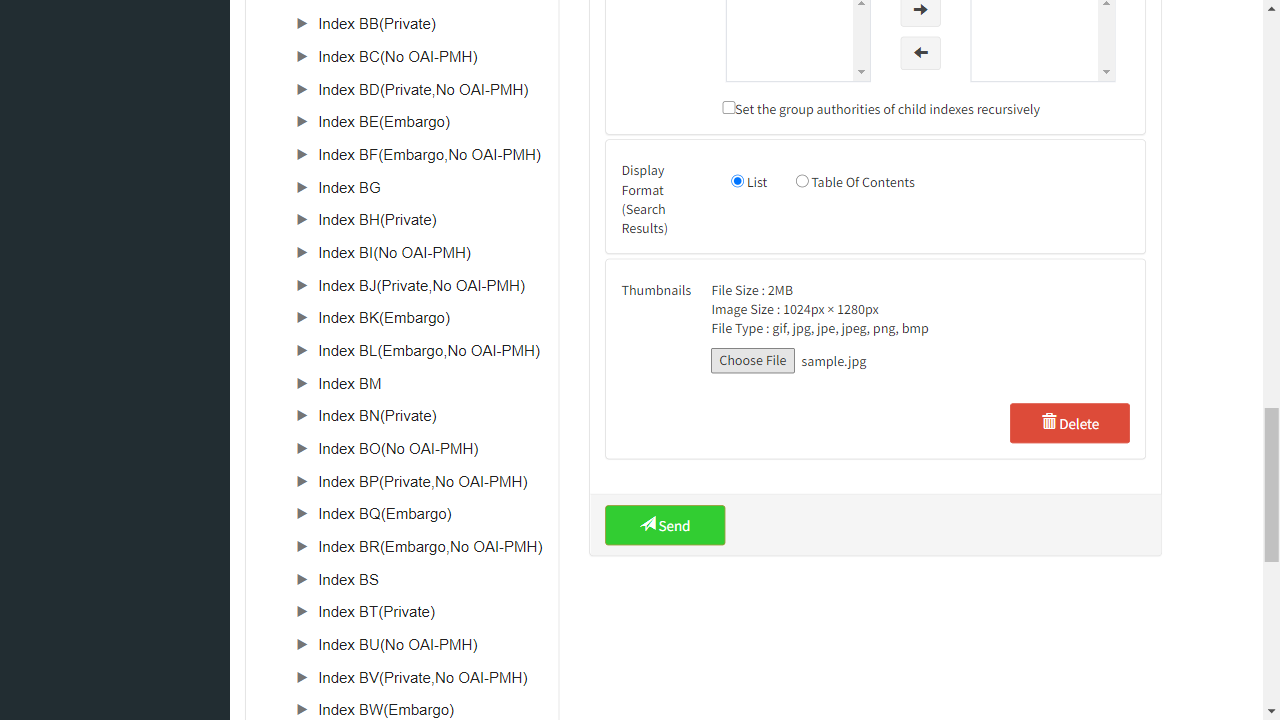 Index BB(Private)
Index BC(No OAI-PMH)
Index BD(Private,No OAI-PMH)
Index BE(Embargo)
Index BF(Embargo,No OAI-PMH)
Index BG
Index BH(Private)
Index BI(No OAI-PMH)
Index BJ(Private,No OAI-PMH)
Index BK(Embargo)
Index BL(Embargo,No OAI-PMH)
Index BM
Index BN(Private)
Index BO(No OAI-PMH)
Index BP(Private,No OAI-PMH)
Index BQ(Embargo)
Index BR(Embargo,No OAI-PMH)
Index BS
Index BT(Private)
Index BU(No OAI-PMH)
Index BV(Private,No OAI-PMH)
Index BW(Embargo)
Set the group authorities of child indexes recursively
Display
Format
(Search
Results)
List
Table Of Contents
Thumbnails
File Size : 2MB
Image Size : 1024px × 1280px
File Type : gif, jpg, jpe, jpeg, png, bmp
Choose File sample.jpg
Delete
Send